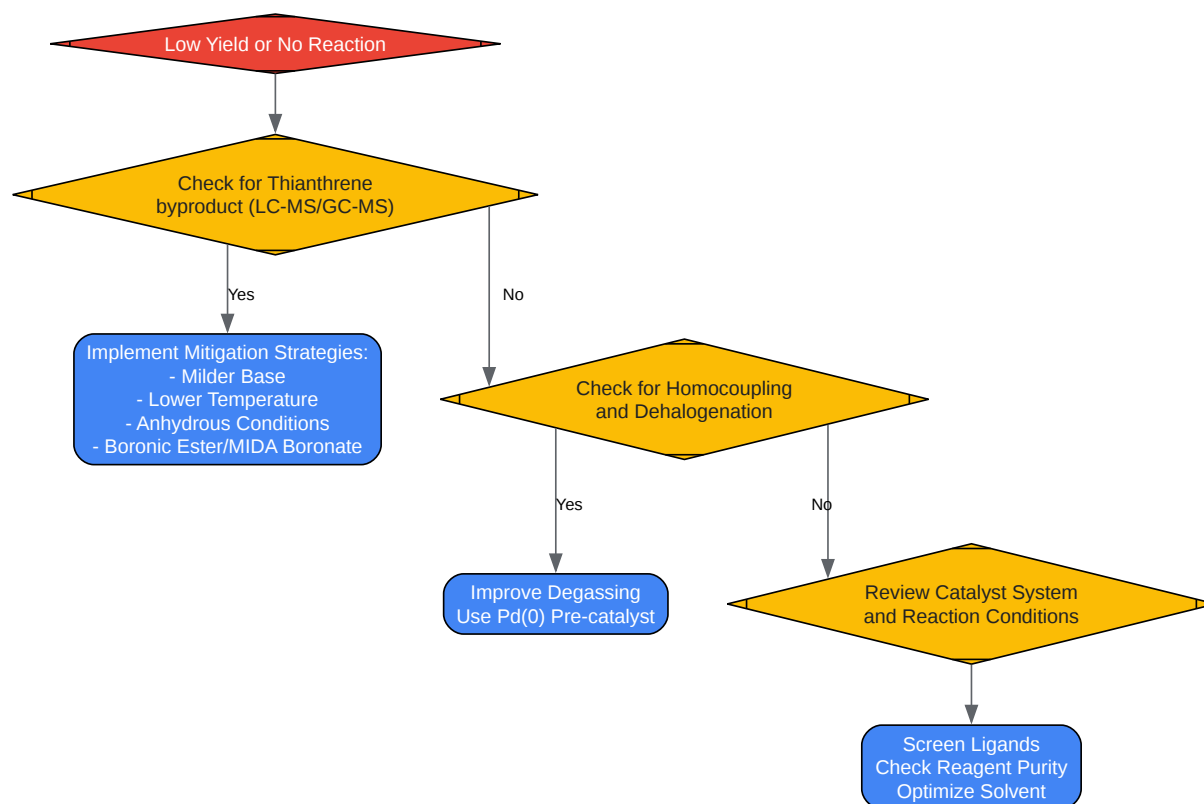 Low Yield or No Reaction
Check for Thianthrene
byproduct (LC-MS/GC-MS)
Yes
No
Implement Mitigation Strategies:
- Milder Base
- Lower Temperature
- Anhydrous Conditions
- Boronic Ester/MIDA Boronate
Check for Homocoupling
and Dehalogenation
Yes
No
Improve Degassing
Use Pd(0) Pre-catalyst
Review Catalyst System
and Reaction Conditions
Screen Ligands
Check Reagent Purity
Optimize Solvent